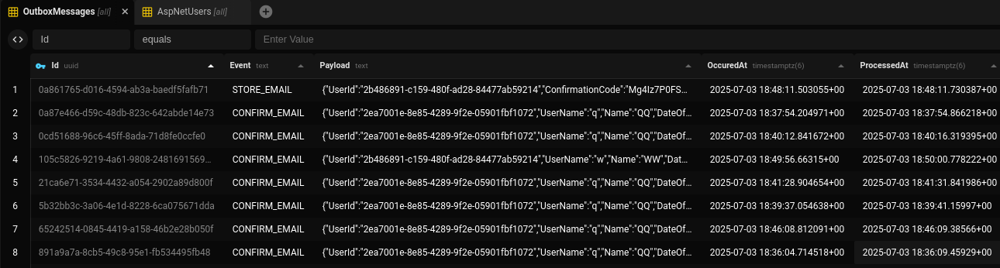 OutboxMessages [all] AspNetUsers [all]
Id equals Enter Value
Id uuid Event text Payload text OccuredAt timestamptz(6) ProcessedAt timestamptz(6)
1 0a861765-d016-4594-ab3a-baedf5fafb71 STORE_EMAIL {"UserId":"2b486891-c159-480f-ad28-84477ab59214","ConfirmationCode":"Mg4Iz7P0FS... 2025-07-03 18:48:11.503055+00 2025-07-03 18:48:11.730387+00
2 0a87e466-d59c-48db-823c-642abde14e73 CONFIRM_EMAIL {"UserId":"2ea7001e-8e85-4289-9f2e-05901fbf1072","UserName":"q","Name":"QQ","DateOf... 2025-07-03 18:37:54.204971+00 2025-07-03 18:37:54.866218+00
3 0cd51688-96c6-45ff-8ada-71d8fe0ccfe0 CONFIRM_EMAIL {"UserId":"2ea7001e-8e85-4289-9f2e-05901fbf1072","UserName":"q","Name":"QQ","DateOf... 2025-07-03 18:40:12.841672+00 2025-07-03 18:40:16.319395+00
4 105c5826-9219-4a61-9808-2481691569... CONFIRM_EMAIL {"UserId":"2b486891-c159-480f-ad28-84477ab59214","UserName":"w","Name":"WW","Dat... 2025-07-03 18:49:56.66315+00 2025-07-03 18:50:00.778222+00
5 21ca6e71-3534-4432-a054-2902a89d800f CONFIRM_EMAIL {"UserId":"2ea7001e-8e85-4289-9f2e-05901fbf1072","UserName":"q","Name":"QQ","DateOf... 2025-07-03 18:41:28.904654+00 2025-07-03 18:41:31.841986+00
6 5b32bb3c-3a06-4e1d-8228-6ca075671dda CONFIRM_EMAIL {"UserId":"2ea7001e-8e85-4289-9f2e-05901fbf1072","UserName":"q","Name":"QQ","DateOf... 2025-07-03 18:39:37.054638+00 2025-07-03 18:39:41.15997+00
7 65242514-0845-4419-a158-46b2e28b050f CONFIRM_EMAIL {"UserId":"2ea7001e-8e85-4289-9f2e-05901fbf1072","UserName":"q","Name":"QQ","DateOf... 2025-07-03 18:46:08.812091+00 2025-07-03 18:46:09.38566+00
8 891a9a7a-8cb5-49c8-95e1-fb534495fb48 CONFIRM_EMAIL {"UserId":"2ea7001e-8e85-4289-9f2e-05901fbf1072","UserName":"q","Name":"QQ","DateOf... 2025-07-03 18:36:04.714518+00 2025-07-03 18:36:09.45929+00